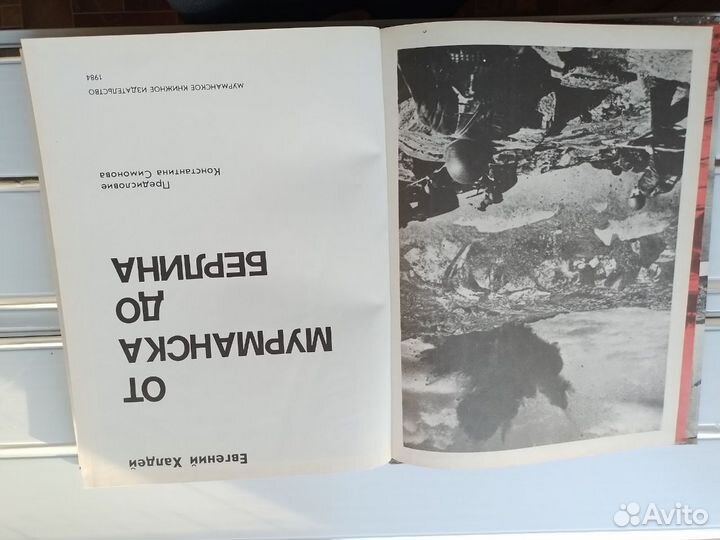 Евгений Халдей
ОТ
МУРМАНСКА
ДО
БЕРЛИНА
Предисловие
Константина Симонова
МУРМАНСКОЕ КНИЖНОЕ ИЗДАТЕЛЬСТВО
1984
Avito